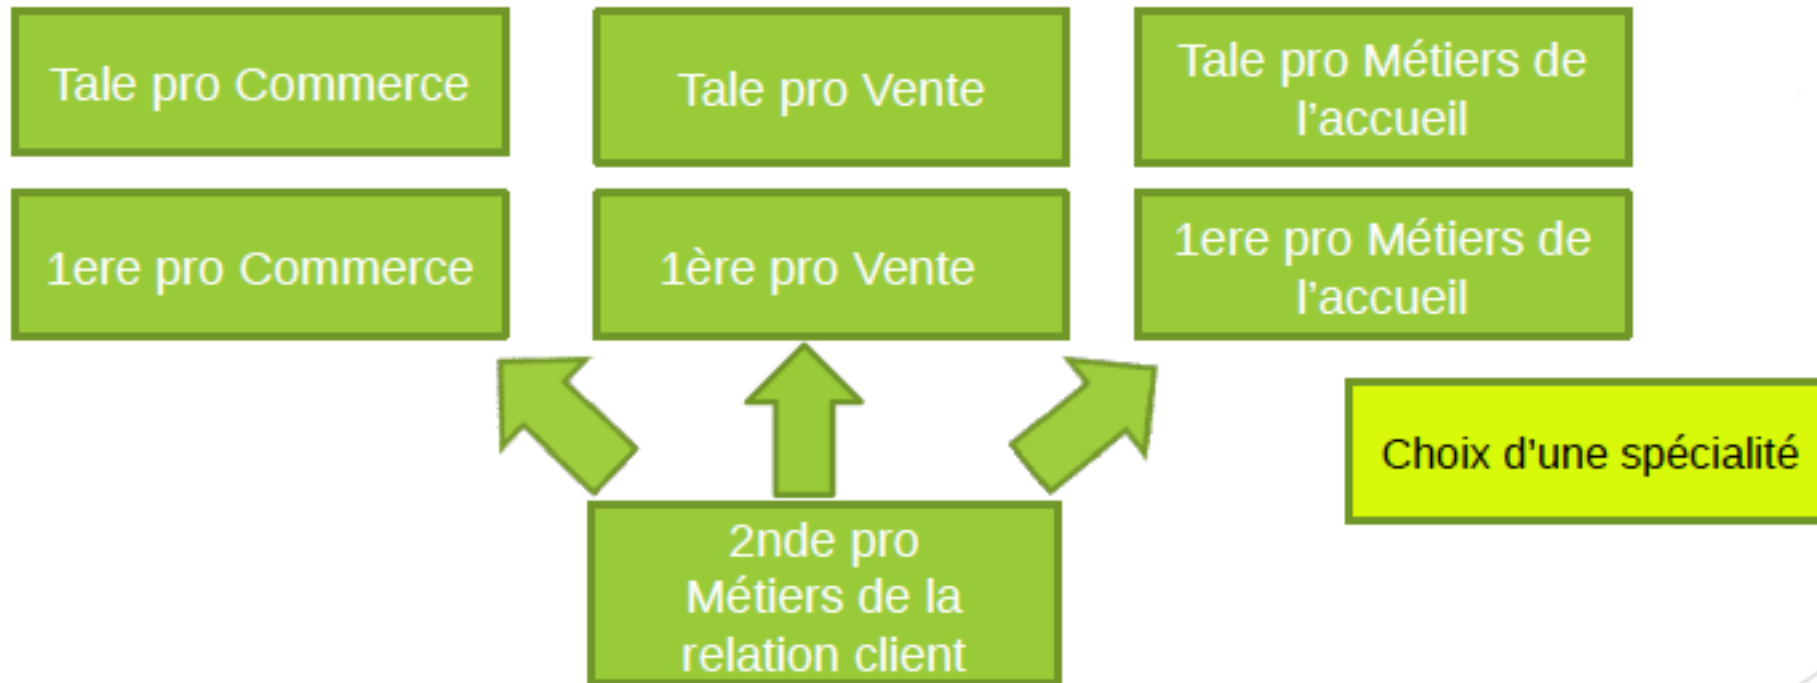 Tale pro Commerce
Tale pro Vente
Tale pro Métiers de
l’accueil
1ere pro Commerce
1ère pro Vente
1ere pro Métiers de
l’accueil
Choix d’une spécialité
2nde pro
Métiers de la
relation client